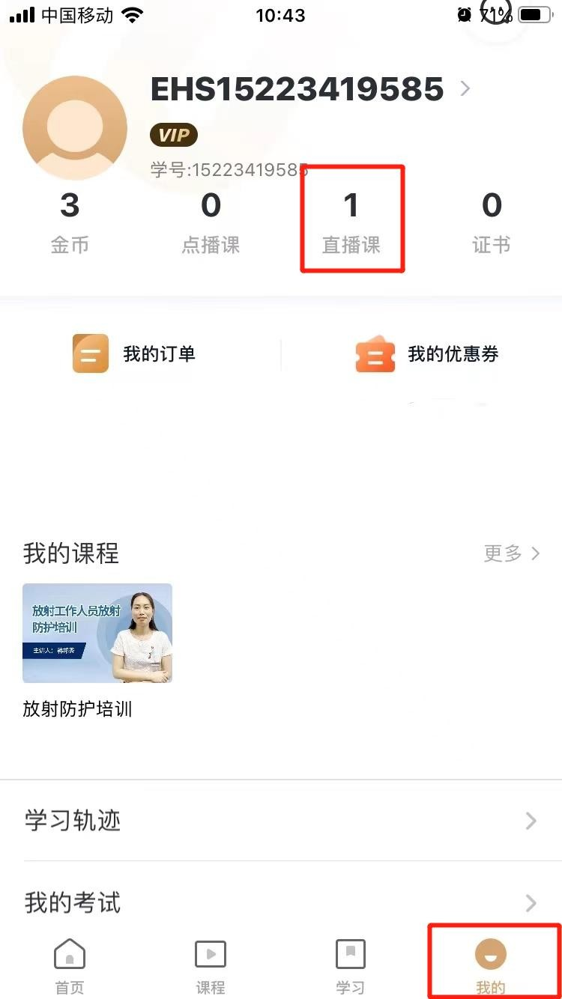 中国移动 10:43 71%
EHS15223419585
VIP
学号:15223419585
3 0 1 0
金币 点播课 直播课 证书
我的订单 我的优惠券
我的课程 更多
放射工作人员放射
防护培训
主讲人：韩邦秀
放射防护培训
学习轨迹
我的考试
首页 课程 学习 我的